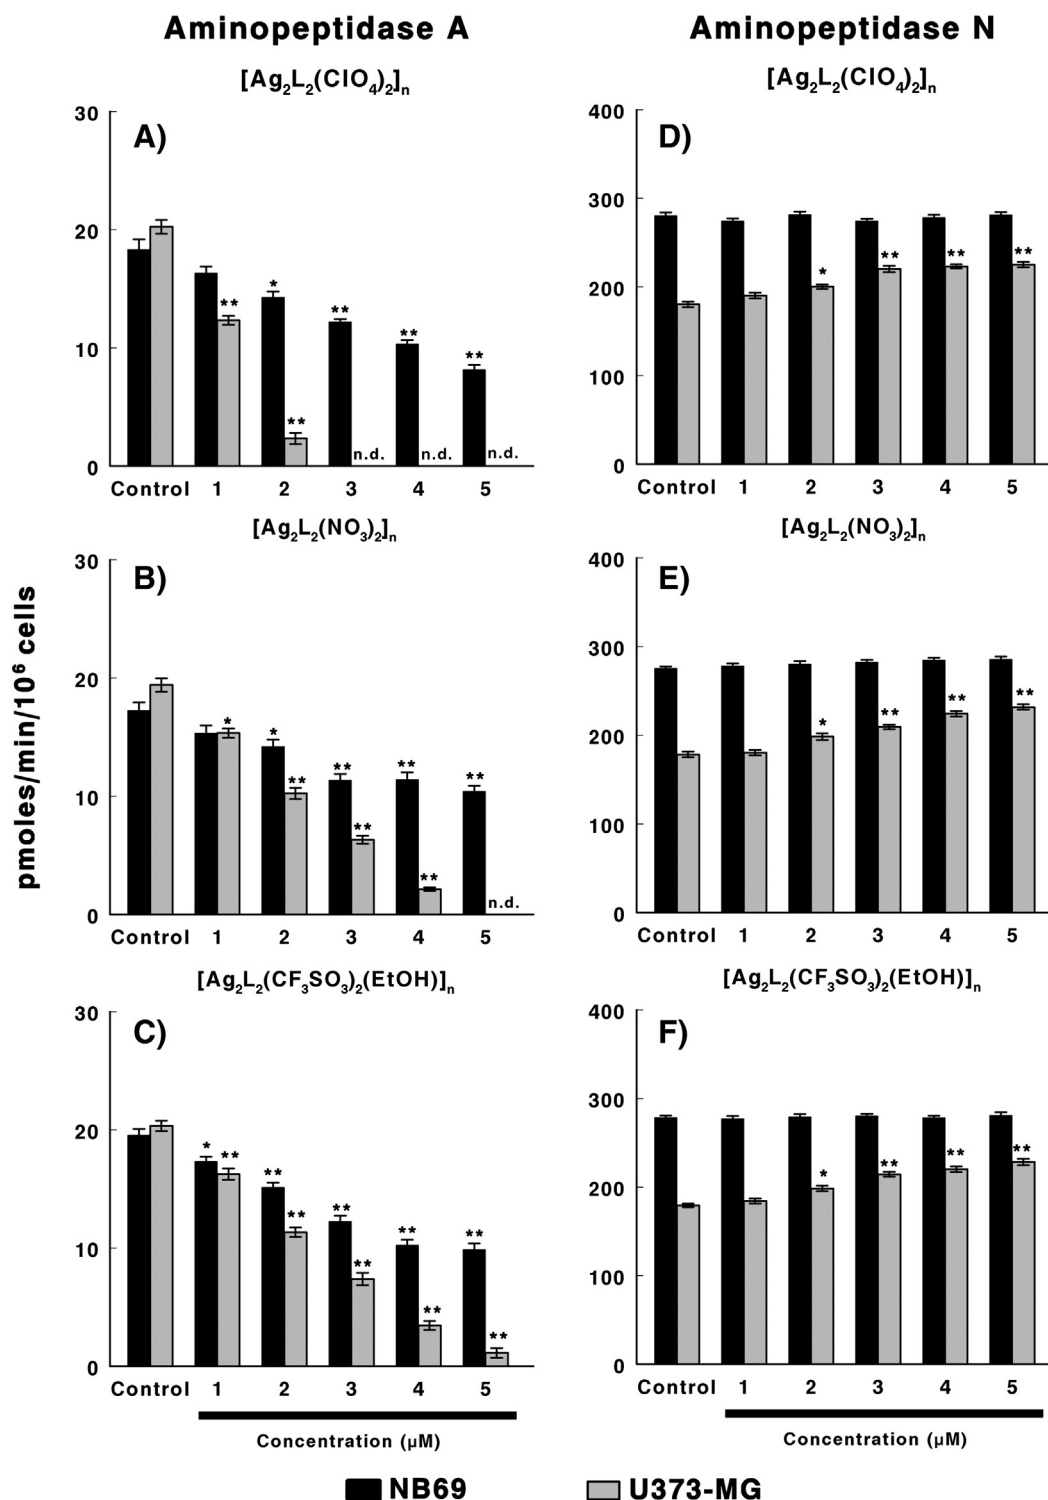 Aminopeptidase A
Aminopeptidase N
[Ag₂L₂(ClO₄)₂]ₙ
[Ag₂L₂(ClO₄)₂]ₙ
A)
30
20
10
0
** * ** ** ** ** **
n.d. n.d. n.d.
Control 1 2 3 4 5
D)
400
300
200
100
0
* ** ** **
Control 1 2 3 4 5
[Ag₂L₂(NO₃)₂]ₙ
[Ag₂L₂(NO₃)₂]ₙ
pmoles/min/10⁶ cells
B)
30
20
10
0
* * ** ** ** ** ** **
n.d.
Control 1 2 3 4 5
E)
400
300
200
100
0
* ** ** **
Control 1 2 3 4 5
[Ag₂L₂(CF₃SO₃)₂(EtOH)]ₙ
[Ag₂L₂(CF₃SO₃)₂(EtOH)]ₙ
C)
30
20
10
0
* ** ** ** ** ** ** ** ** **
Control 1 2 3 4 5
Concentration (µM)
F)
400
300
200
100
0
* ** ** **
Control 1 2 3 4 5
Concentration (µM)
NB69 U373-MG